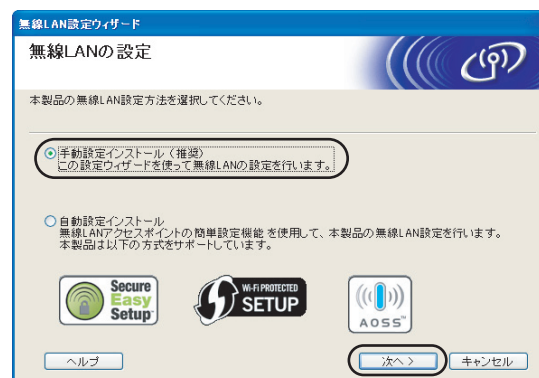 無線LAN設定ウィザード
無線LANの設定
本製品の無線LAN設定方法を選択してください。
手動設定インストール（推奨）
この設定ウィザードを使って無線LANの設定を行います。
自動設定インストール
無線LANアクセスポイントの簡単設定機能を使用して、本製品の無線LAN設定を行います。
本製品は以下の方式をサポートしています。
Secure
Easy
Setup
Wi-Fi PROTECTED
SETUP
AOSS™
ヘルプ
次へ >
キャンセル